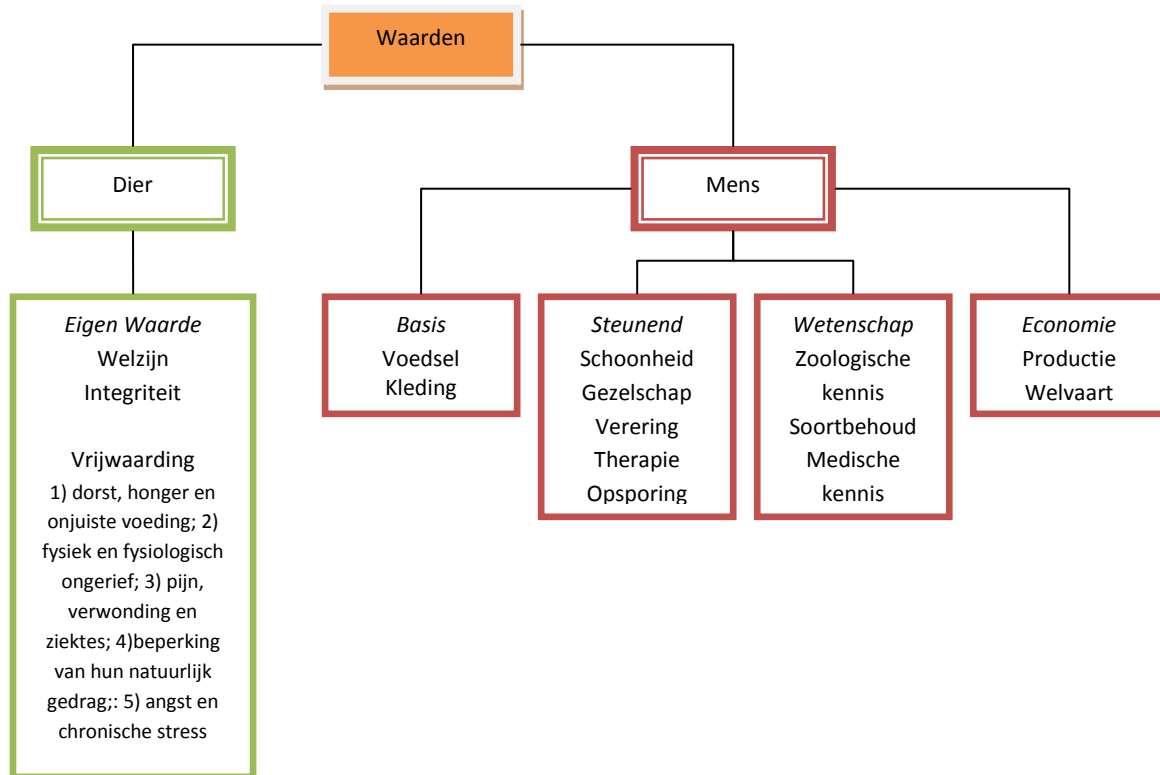 Waarden
Dier
Mens
Eigen Waarde
Welzijn
Integriteit
Vrijwaarding
1) dorst, honger en
onjuiste voeding; 2)
fysiek en fysiologisch
ongerief; 3) pijn,
verwonding en
ziektes; 4)beperking
van hun natuurlijk
gedrag;: 5) angst en
chronische stress
Basis
Voedsel
Kleding
Steunend
Schoonheid
Gezelschap
Verering
Therapie
Opsporing
Wetenschap
Zoologische
kennis
Soortbehoud
Medische
kennis
Economie
Productie
Welvaart